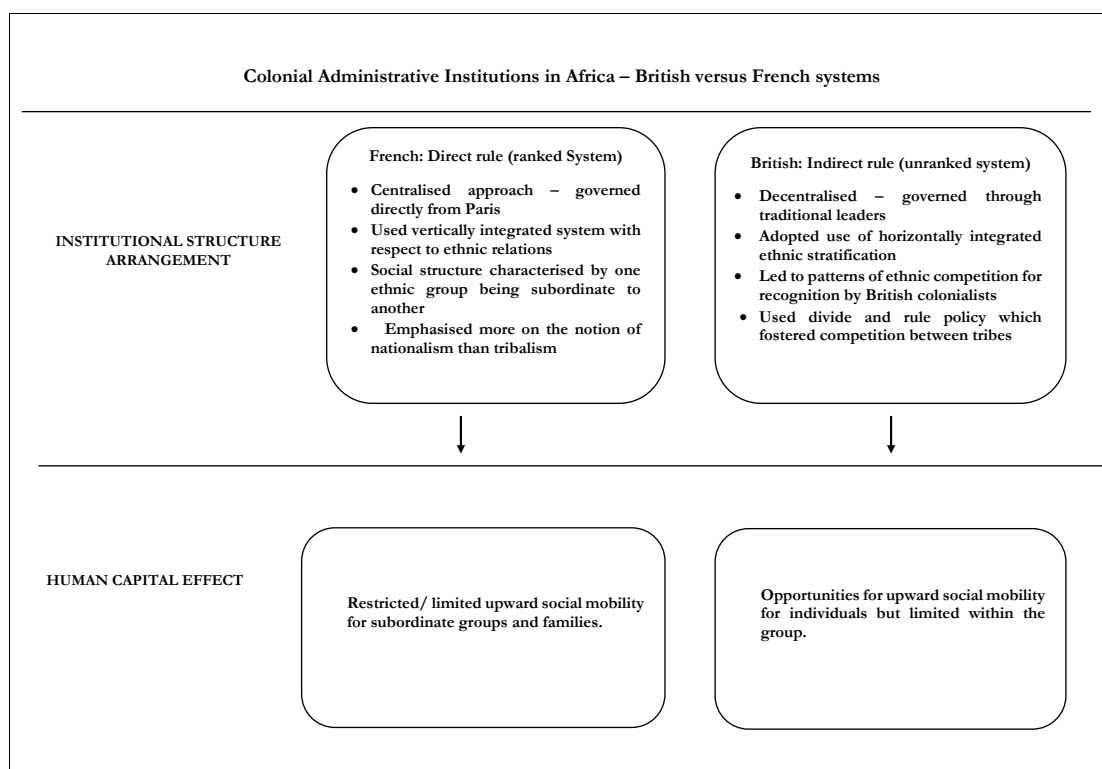 Colonial Administrative Institutions in Africa – British versus French systems
INSTITUTIONAL STRUCTURE
ARRANGEMENT
French: Direct rule (ranked System)
• Centralised approach – governed
directly from Paris
• Used vertically integrated system with
respect to ethnic relations
• Social structure characterised by one
ethnic group being subordinate to
another
• Emphasised more on the notion of
nationalism than tribalism
British: Indirect rule (unranked system)
• Decentralised – governed through
traditional leaders
• Adopted use of horizontally integrated
ethnic stratification
• Led to patterns of ethnic competition for
recognition by British colonialists
• Used divide and rule policy which
fostered competition between tribes
HUMAN CAPITAL EFFECT
Restricted/ limited upward social mobility
for subordinate groups and families.
Opportunities for upward social mobility
for individuals but limited within the
group.